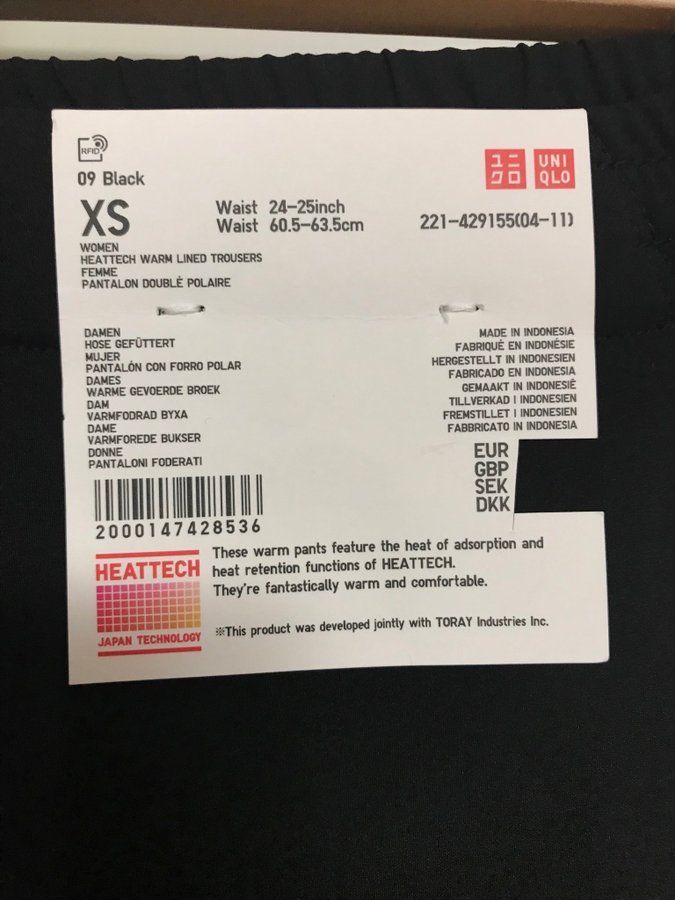 RFID
09 Black
ユニ
クロ
UNI
QLO
XS
Waist 24–25inch
Waist 60.5–63.5cm
221-429155(04-11)
WOMEN
HEATTECH WARM LINED TROUSERS
FEMME
PANTALON DOUBLÉ POLAIRE
DAMEN
HOSE GEFÜTTERT
MUJER
PANTALÓN CON FORRO POLAR
DAMES
WARME GEVOERDE BROEK
DAM
VARMFODRAD BYXA
DAME
VARMFOREDE BUKSER
DONNE
PANTALONI FODERATI
MADE IN INDONESIA
FABRIQUÉ EN INDONÉSIE
HERGESTELLT IN INDONESIEN
FABRICADO EN INDONESIA
GEMAAKT IN INDONESIË
TILLVERKAD I INDONESIEN
FREMSTILLET I INDONESIEN
FABBRICATO IN INDONESIA
EUR
GBP
SEK
DKK
2000147428536
HEATTECH
JAPAN TECHNOLOGY
These warm pants feature the heat of adsorption and
heat retention functions of HEATTECH.
They're fantastically warm and comfortable.
※This product was developed jointly with TORAY Industries Inc.